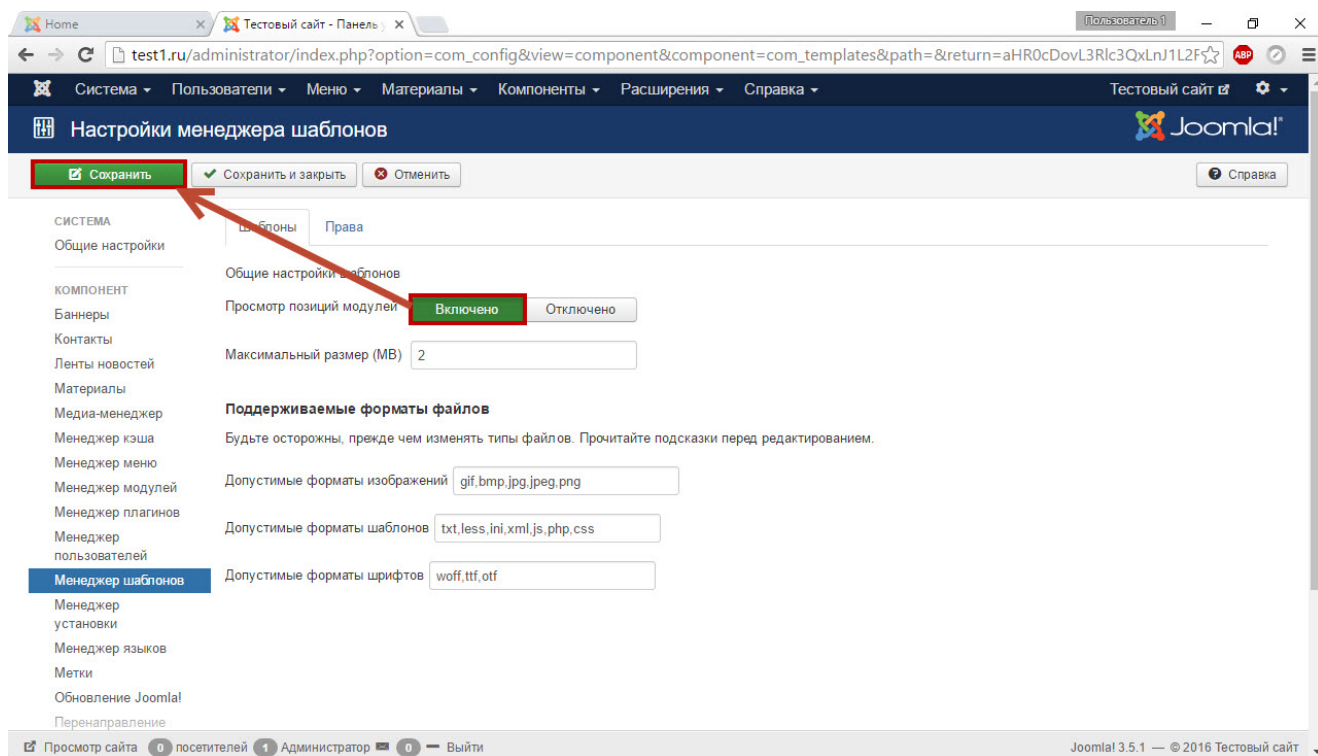 Home
Тестовый сайт - Панель у
Пользователь 1
test1.ru/administrator/index.php?option=com_config&view=component&component=com_templates&path=&return=aHR0cDovL3Rlc3QxLnJ1L2F
ABP
Система Пользователи Меню Материалы Компоненты Расширения Справка Тестовый сайт
Настройки менеджера шаблонов Joomla!
Сохранить Сохранить и закрыть Отменить Справка
СИСТЕМА
Общие настройки
КОМПОНЕНТ
Баннеры
Контакты
Ленты новостей
Материалы
Медиа-менеджер
Менеджер кэша
Менеджер меню
Менеджер модулей
Менеджер плагинов
Менеджер
пользователей
Менеджер шаблонов
Менеджер
установки
Менеджер языков
Метки
Обновление Joomla!
Перенаправление
Шаблоны Права
Общие настройки шаблонов
Просмотр позиций модулей Включено Отключено
Максимальный размер (MB) 2
Поддерживаемые форматы файлов
Будьте осторожны, прежде чем изменять типы файлов. Прочитайте подсказки перед редактированием.
Допустимые форматы изображений gif,bmp,jpg,jpeg,png
Допустимые форматы шаблонов txt,less,ini,xml,js,php,css
Допустимые форматы шрифтов woff,ttf,otf
Просмотр сайта 0 посетителей 1 Администратор 0 Выйти Joomla! 3.5.1 — © 2016 Тестовый сайт